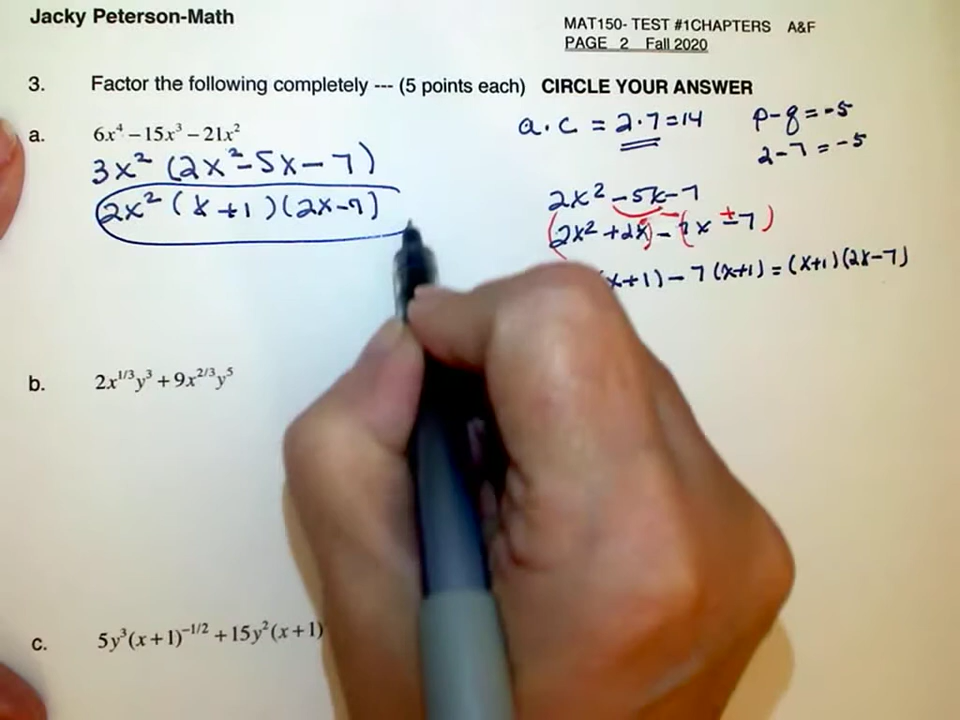 Jacky Peterson-Math
MAT150- TEST #1CHAPTERS A&F
PAGE 2 Fall 2020
3. Factor the following completely --- (5 points each) CIRCLE YOUR ANSWER
a. 6x⁴ −15x³ −21x²
3x² (2x² −5x −7)
2x² (x +1)(2x−7)
a·c = 2·7=14
p−q=−5
2−7=−5
2x² −5x−7
(2x² +2x) − (7x ± 7)
x+1) −7(x+1) = (x+1)(2x−7)
b. 2x^{1/3}y³ + 9x^{2/3}y⁵
c. 5y³(x+1)^{−1/2} +15y²(x+1)